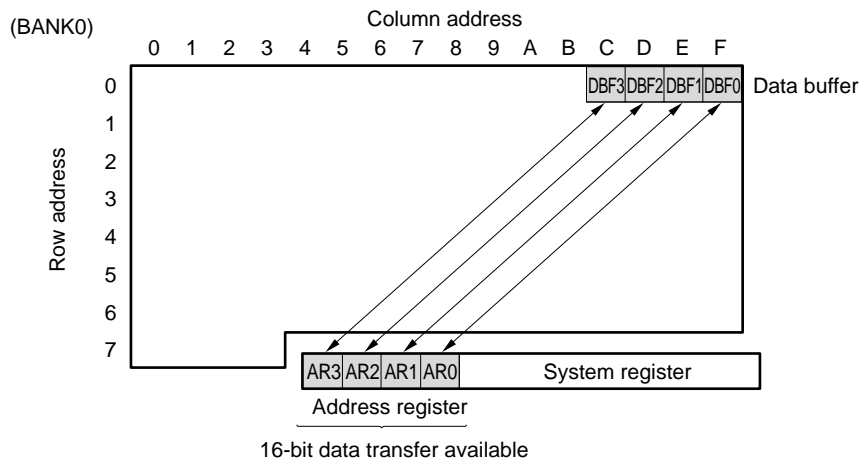 (BANK0)
Column address
0 1 2 3 4 5 6 7 8 9 A B C D E F
Row address
0 DBF3 DBF2 DBF1 DBF0 Data buffer
1
2
3
4
5
6
7
AR3 AR2 AR1 AR0 System register
Address register
16-bit data transfer available